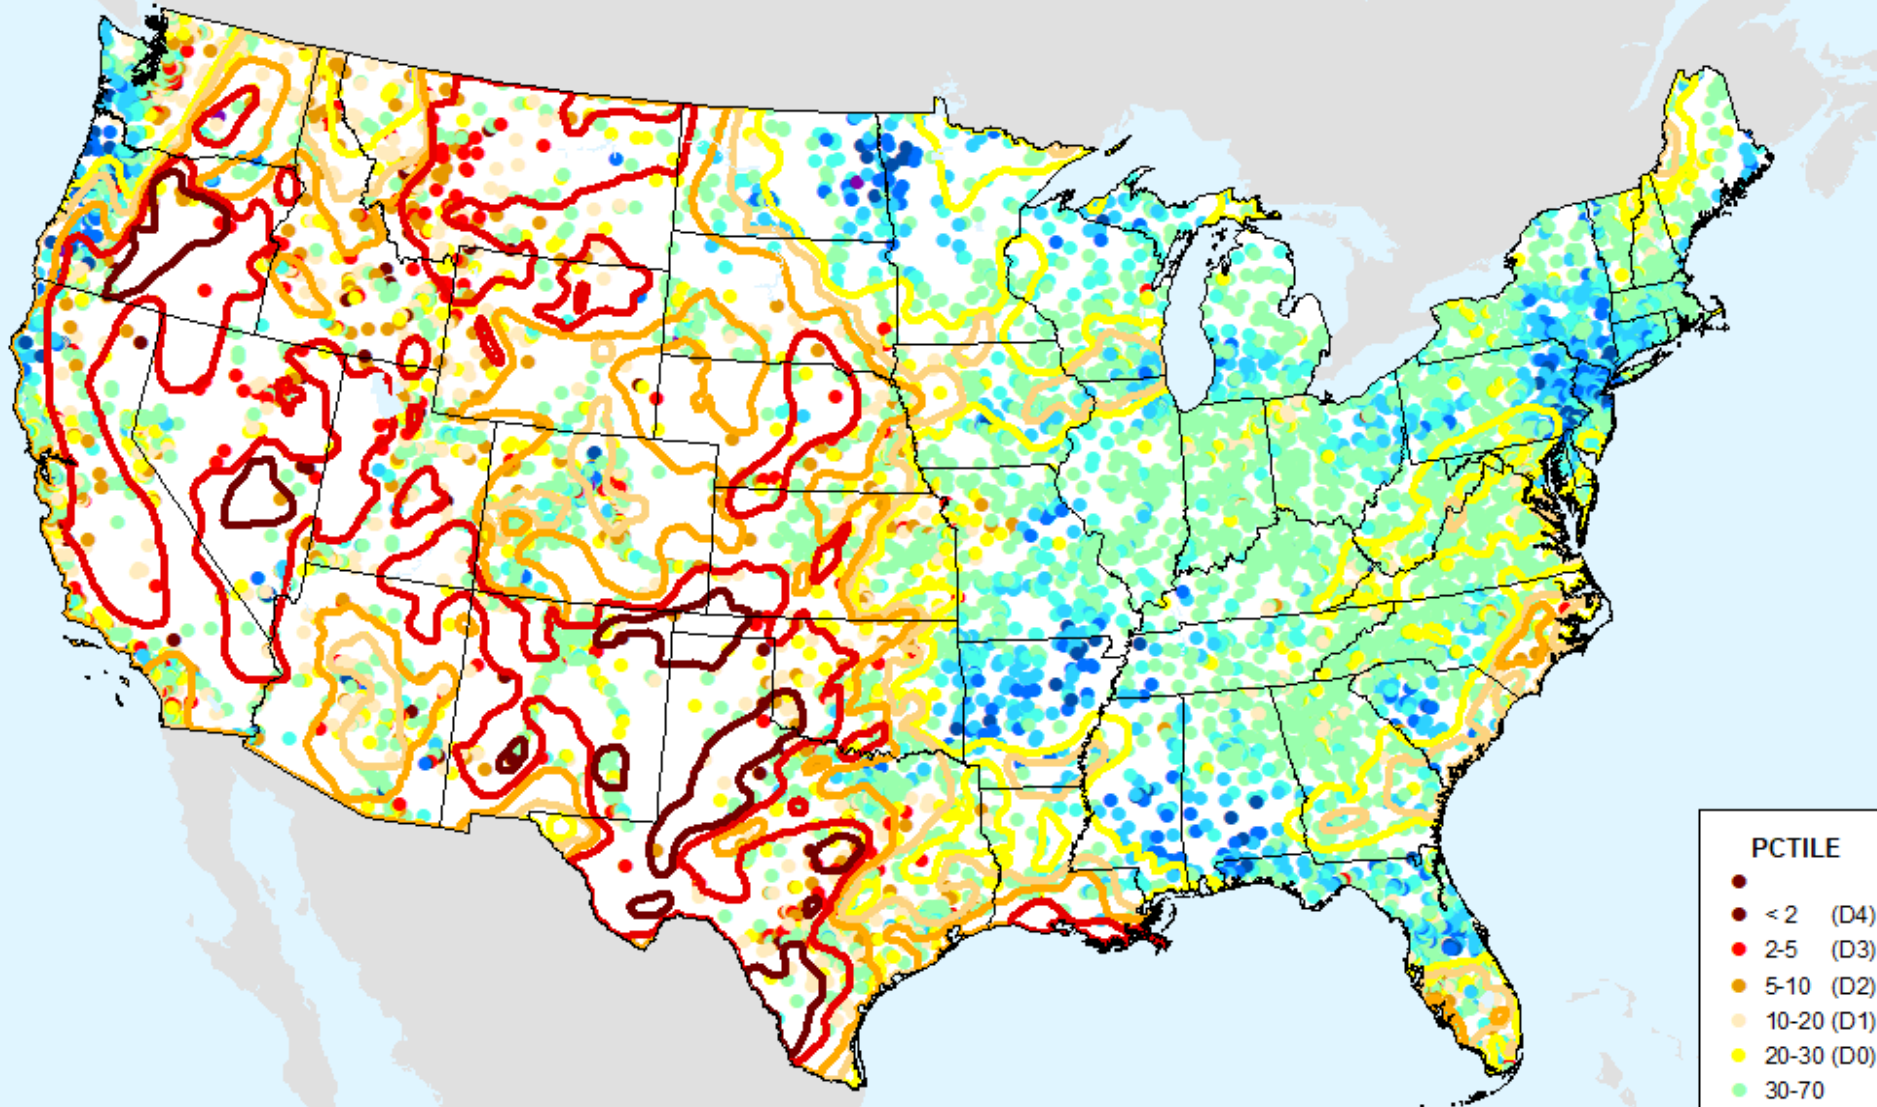 PCTILE
< 2 (D4)
2-5 (D3)
5-10 (D2)
10-20 (D1)
20-30 (D0)
30-70